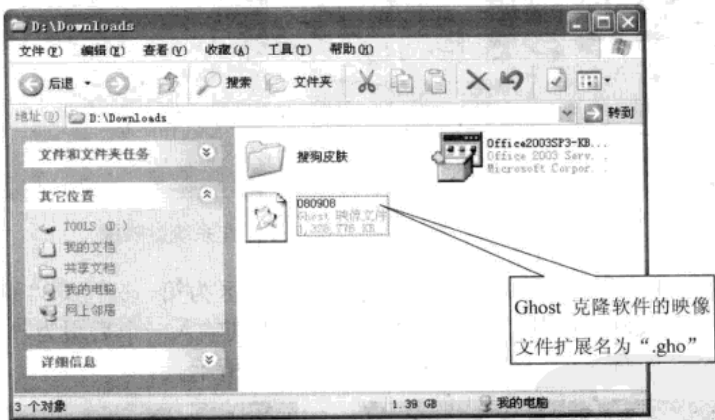 D:\Downloads
文件(F) 编辑(E) 查看(V) 收藏(A) 工具(T) 帮助(H)
后退 搜索 文件夹
地址(D) D:\Downloads 转到
文件和文件夹任务
其它位置
TOOLS (D:)
我的文档
共享文档
我的电脑
网上邻居
详细信息
搜狗皮肤
Office2003SP3-KB...
Office 2003 Serv...
Microsoft Corpor...
080908
Ghost 映像文件
KB
Ghost 克隆软件的映像
文件扩展名为“.gho”
3 个对象 1.39 GB 我的电脑